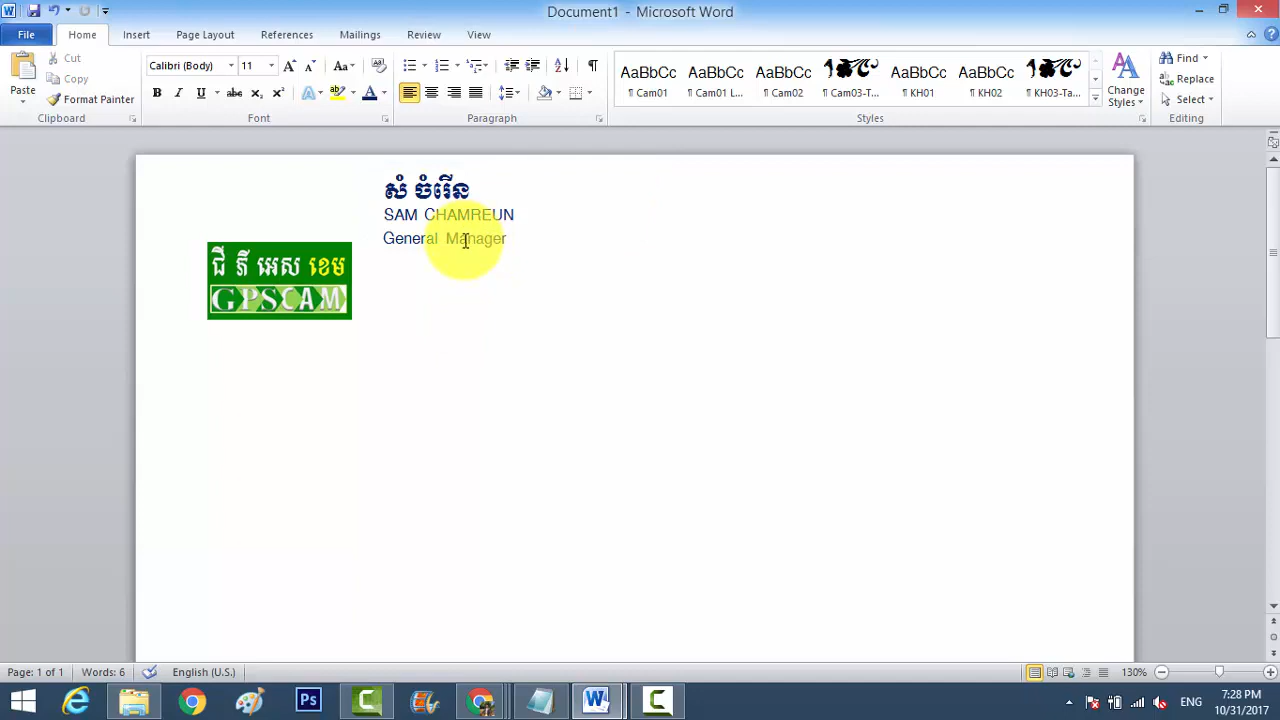 Document1 - Microsoft Word
File Home Insert Page Layout References Mailings Review View
Paste
Cut
Copy
Format Painter
Clipboard
Calibri (Body) 11
Font
Paragraph
AaBbCc AaBbCc AaBbCc AaBbCc AaBbCc
¶ Cam01 ¶ Cam01 L... ¶ Cam02 ¶ Cam03-T... ¶ KH01 ¶ KH02 ¶ KH03-Ta...
Styles
Change Styles
Find
Replace
Select
Editing
សំ ចំរើន
SAM CHAMREUN
General Manager
ជី ភី អេស ខេម
GPSCAM
Page: 1 of 1 Words: 6 English (U.S.) 130%
ENG
7:28 PM
10/31/2017